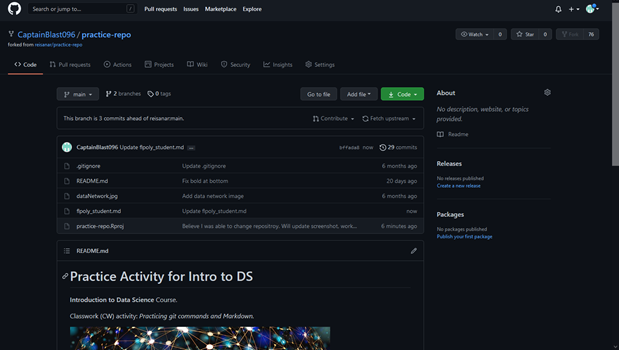 Search or jump to... /
Pull requests Issues Marketplace Explore
CaptainBlast096 / practice-repo
forked from reisanar/practice-repo
Watch 0 Star 0 Fork 76
Code Pull requests Actions Projects Wiki Security Insights Settings
main 2 branches 0 tags Go to file Add file Code
This branch is 3 commits ahead of reisanar:main. Contribute Fetch upstream
CaptainBlast096 Update flpoly_student.md ... now 29 commits
.gitignore Update .gitignore 6 months ago
README.md Fix bold at bottom 20 days ago
dataNetwork.jpg Add data network image 6 months ago
flpoly_student.md Update flpoly_student.md now
practice-repo.Rproj Believe I was able to change repositroy. Will update screenshot, work... 6 minutes ago
README.md
Practice Activity for Intro to DS
Introduction to Data Science Course.
Classwork (CW) activity: Practicing git commands and Markdown.
About
No description, website, or topics
provided.
Readme
Releases
No releases published
Create a new release
Packages
No packages published
Publish your first package